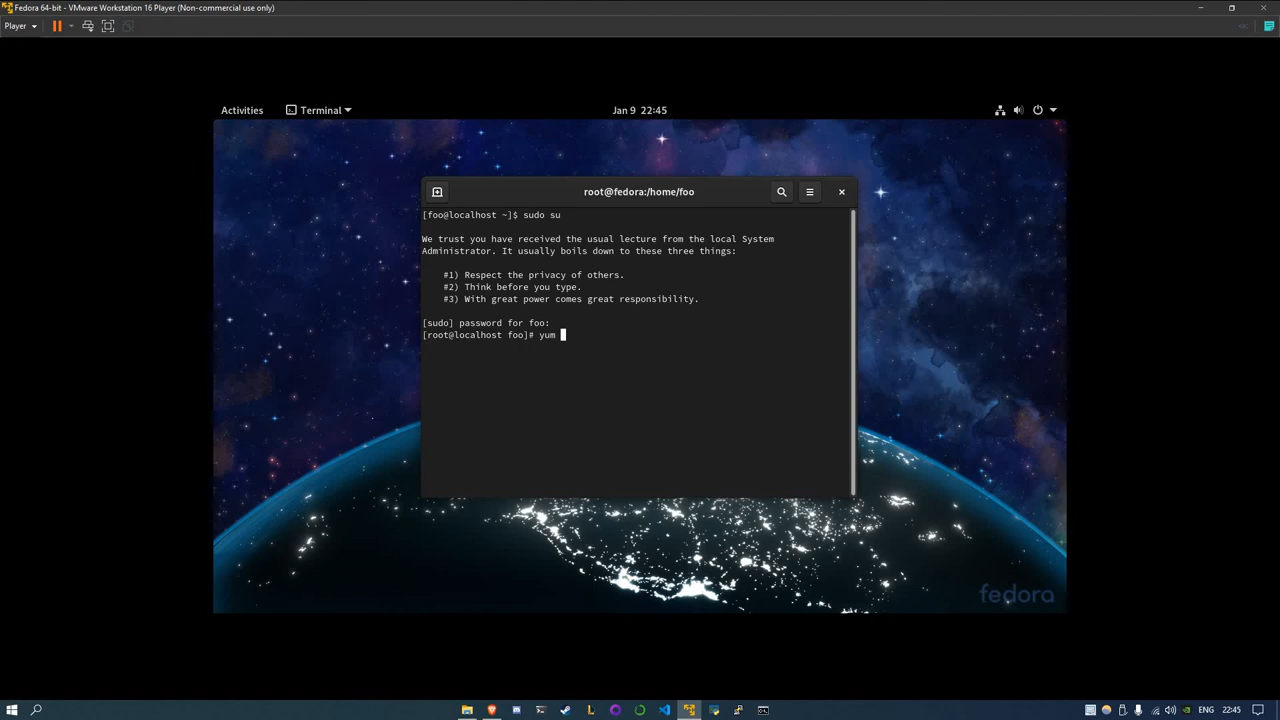 Fedora 64-bit - VMware Workstation 16 Player (Non-commercial use only)
Player
Activities
Terminal
Jan 9 22:45
root@fedora:/home/foo
[foo@localhost ~]$ sudo su
We trust you have received the usual lecture from the local System
Administrator. It usually boils down to these three things:
#1) Respect the privacy of others.
#2) Think before you type.
#3) With great power comes great responsibility.
[sudo] password for foo:
[root@localhost foo]# yum
fedora
ENG
22:45